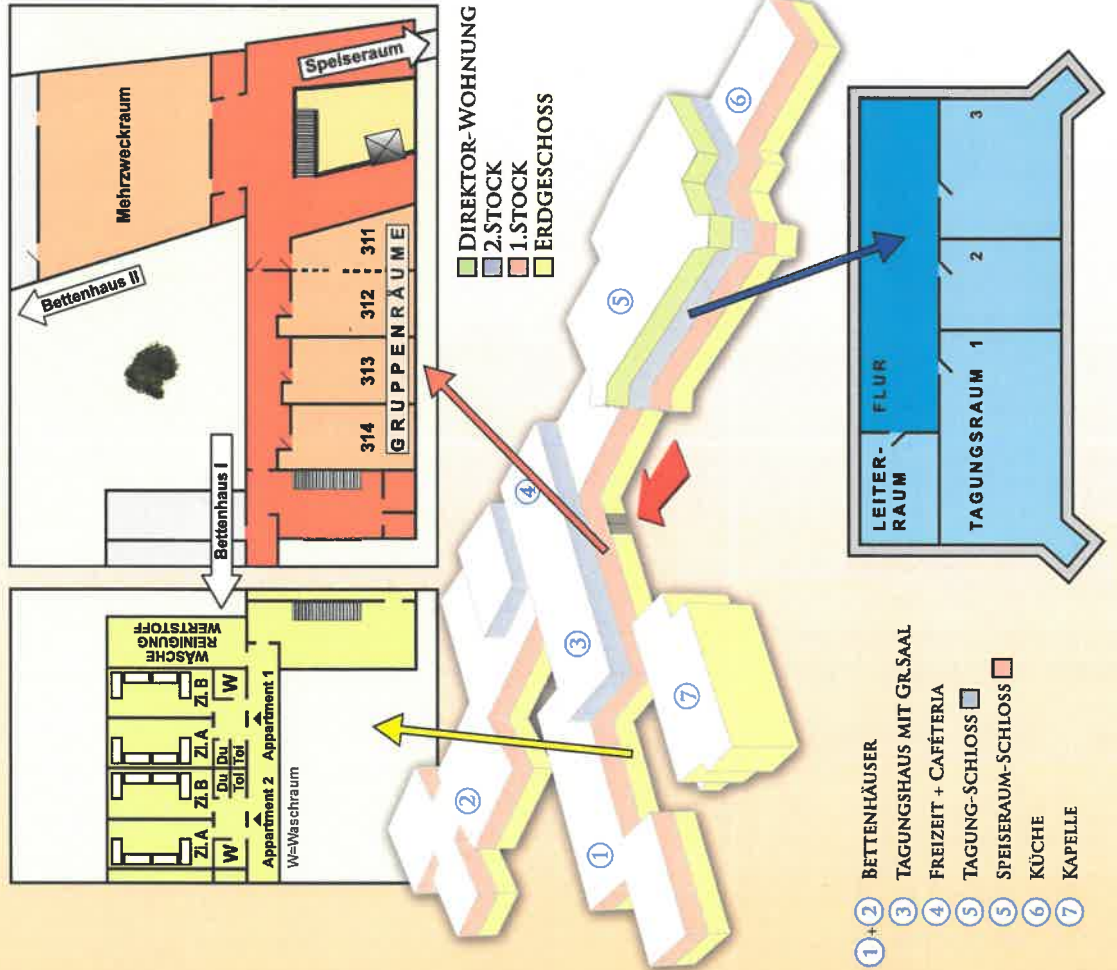 WÄSCHE
REINIGUNG
WERTSTOFF
Zi. A
Zi. B
Zi. A
Zi. B
W
Du
Du
W
Toi
Toi
Appartment 2
Appartment 1
W=Waschraum
Bettenhaus I
Bettenhaus II
Mehrzweckraum
Speiseraum
314
313
312
311
GRUPPENRÄUME
DIREKTOR-WOHNUNG
2.STOCK
1.STOCK
ERDGESCHOSS
1
2
3
4
5
6
7
1+2 BETTENHÄUSER
3 TAGUNGSHAUS MIT GR.SAAL
4 FREIZEIT + CAFÉTERIA
5 TAGUNG-SCHLOSS
5 SPEISERAUM-SCHLOSS
6 KÜCHE
7 KAPELLE
LEITER-
RAUM
FLUR
TAGUNGSRAUM 1
2
3